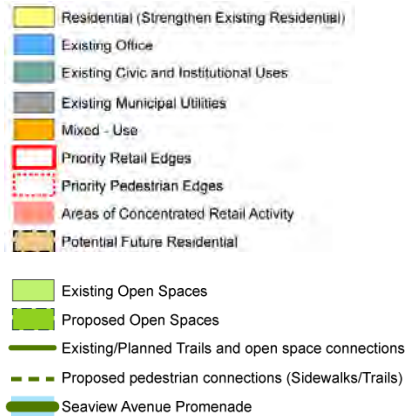 Residential (Strengthen Existing Residential)
Existing Office
Existing Civic and Institutional Uses
Existing Municipal Utilities
Mixed - Use
Priority Retail Edges
Priority Pedestrian Edges
Areas of Concentrated Retail Activity
Potential Future Residential
Existing Open Spaces
Proposed Open Spaces
Existing/Planned Trails and open space connections
Proposed pedestrian connections (Sidewalks/Trails)
Seaview Avenue Promenade